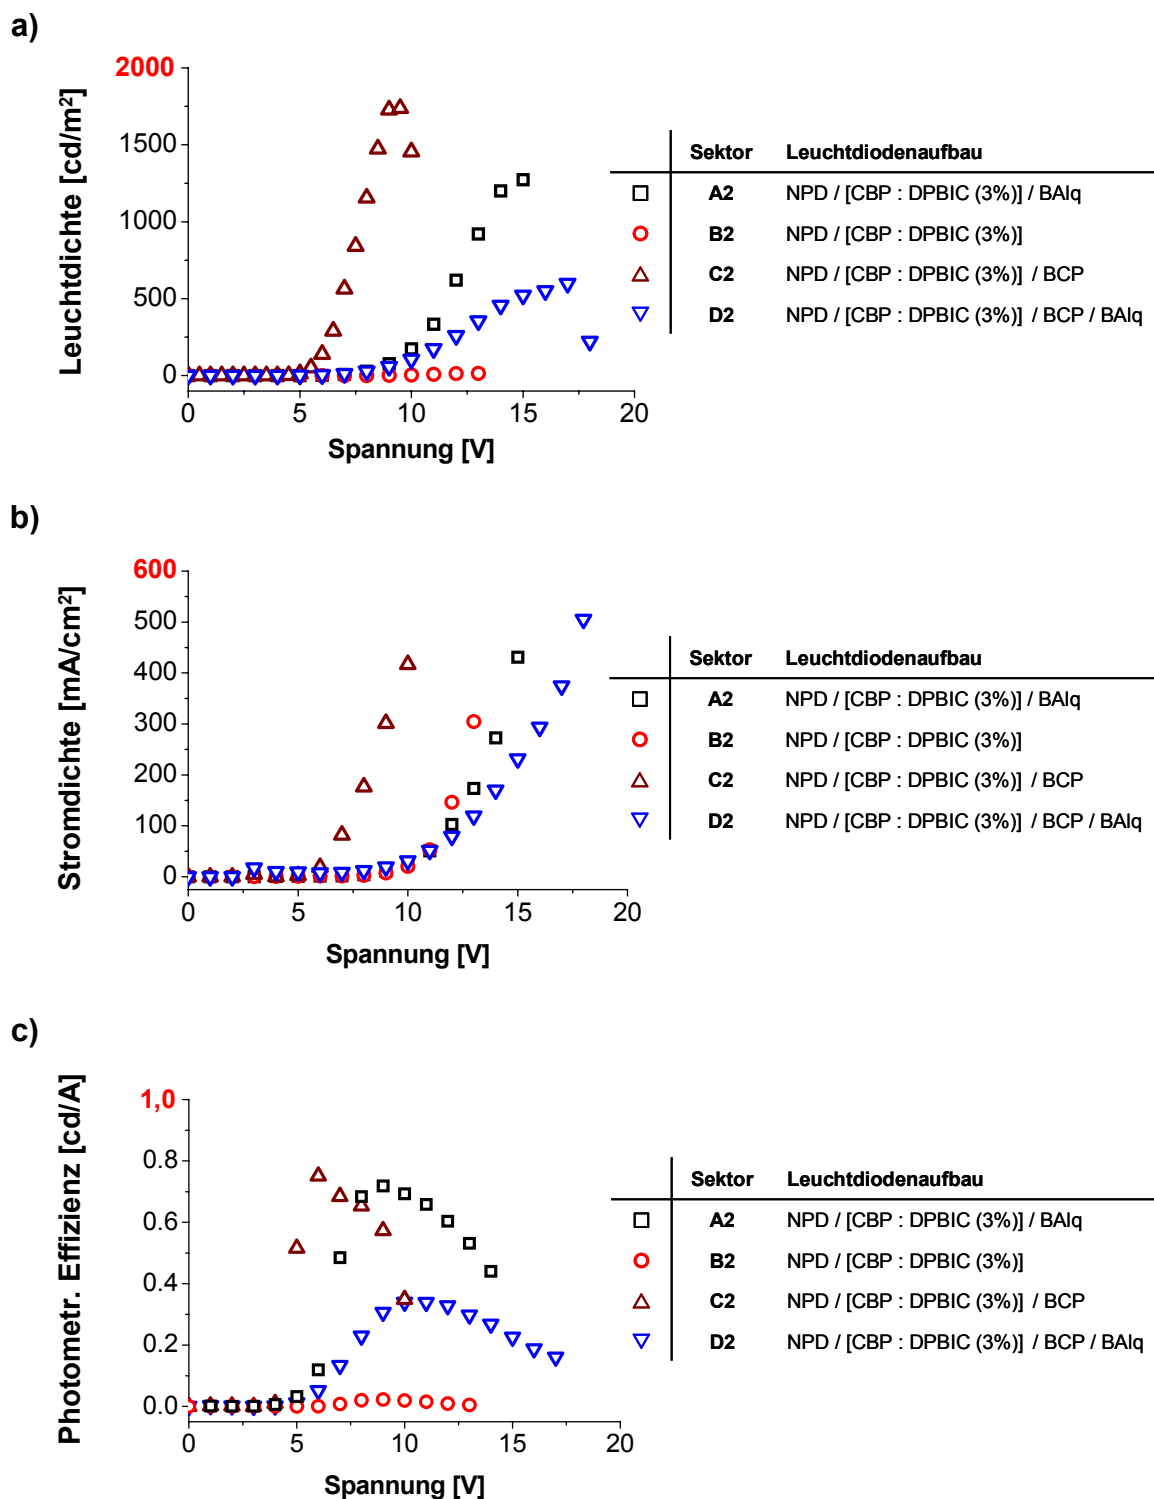 a)
Leuchtdichte [cd/m²]
2000
1500
1000
500
0
0 5 10 15 20
Spannung [V]
Sektor Leuchtdiodenaufbau
A2 NPD / [CBP : DPBIC (3%)] / BAlq
B2 NPD / [CBP : DPBIC (3%)]
C2 NPD / [CBP : DPBIC (3%)] / BCP
D2 NPD / [CBP : DPBIC (3%)] / BCP / BAlq
b)
Stromdichte [mA/cm²]
600
500
400
300
200
100
0
0 5 10 15 20
Spannung [V]
Sektor Leuchtdiodenaufbau
A2 NPD / [CBP : DPBIC (3%)] / BAlq
B2 NPD / [CBP : DPBIC (3%)]
C2 NPD / [CBP : DPBIC (3%)] / BCP
D2 NPD / [CBP : DPBIC (3%)] / BCP / BAlq
c)
Photometr. Effizienz [cd/A]
1,0
0.8
0.6
0.4
0.2
0.0
0 5 10 15 20
Spannung [V]
Sektor Leuchtdiodenaufbau
A2 NPD / [CBP : DPBIC (3%)] / BAlq
B2 NPD / [CBP : DPBIC (3%)]
C2 NPD / [CBP : DPBIC (3%)] / BCP
D2 NPD / [CBP : DPBIC (3%)] / BCP / BAlq